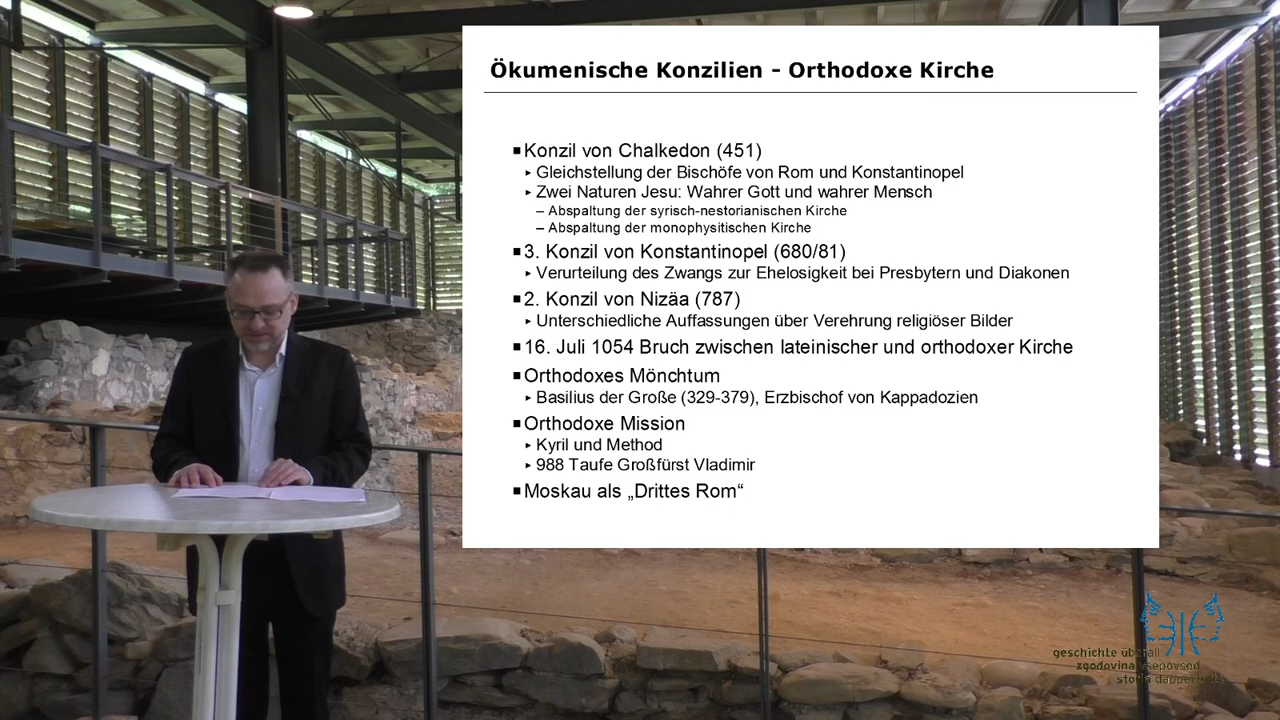 Ökumenische Konzilien - Orthodoxe Kirche
▪Konzil von Chalkedon (451)
▸Gleichstellung der Bischöfe von Rom und Konstantinopel
▸Zwei Naturen Jesu: Wahrer Gott und wahrer Mensch
– Abspaltung der syrisch-nestorianischen Kirche
– Abspaltung der monophysitischen Kirche
▪3. Konzil von Konstantinopel (680/81)
▸Verurteilung des Zwangs zur Ehelosigkeit bei Presbytern und Diakonen
▪2. Konzil von Nizäa (787)
▸Unterschiedliche Auffassungen über Verehrung religiöser Bilder
▪16. Juli 1054 Bruch zwischen lateinischer und orthodoxer Kirche
▪Orthodoxes Mönchtum
▸Basilius der Große (329-379), Erzbischof von Kappadozien
▪Orthodoxe Mission
▸Kyril und Method
▸988 Taufe Großfürst Vladimir
▪Moskau als „Drittes Rom“
geschichte überall
zgodovina vsepovsod
storia dappertutto